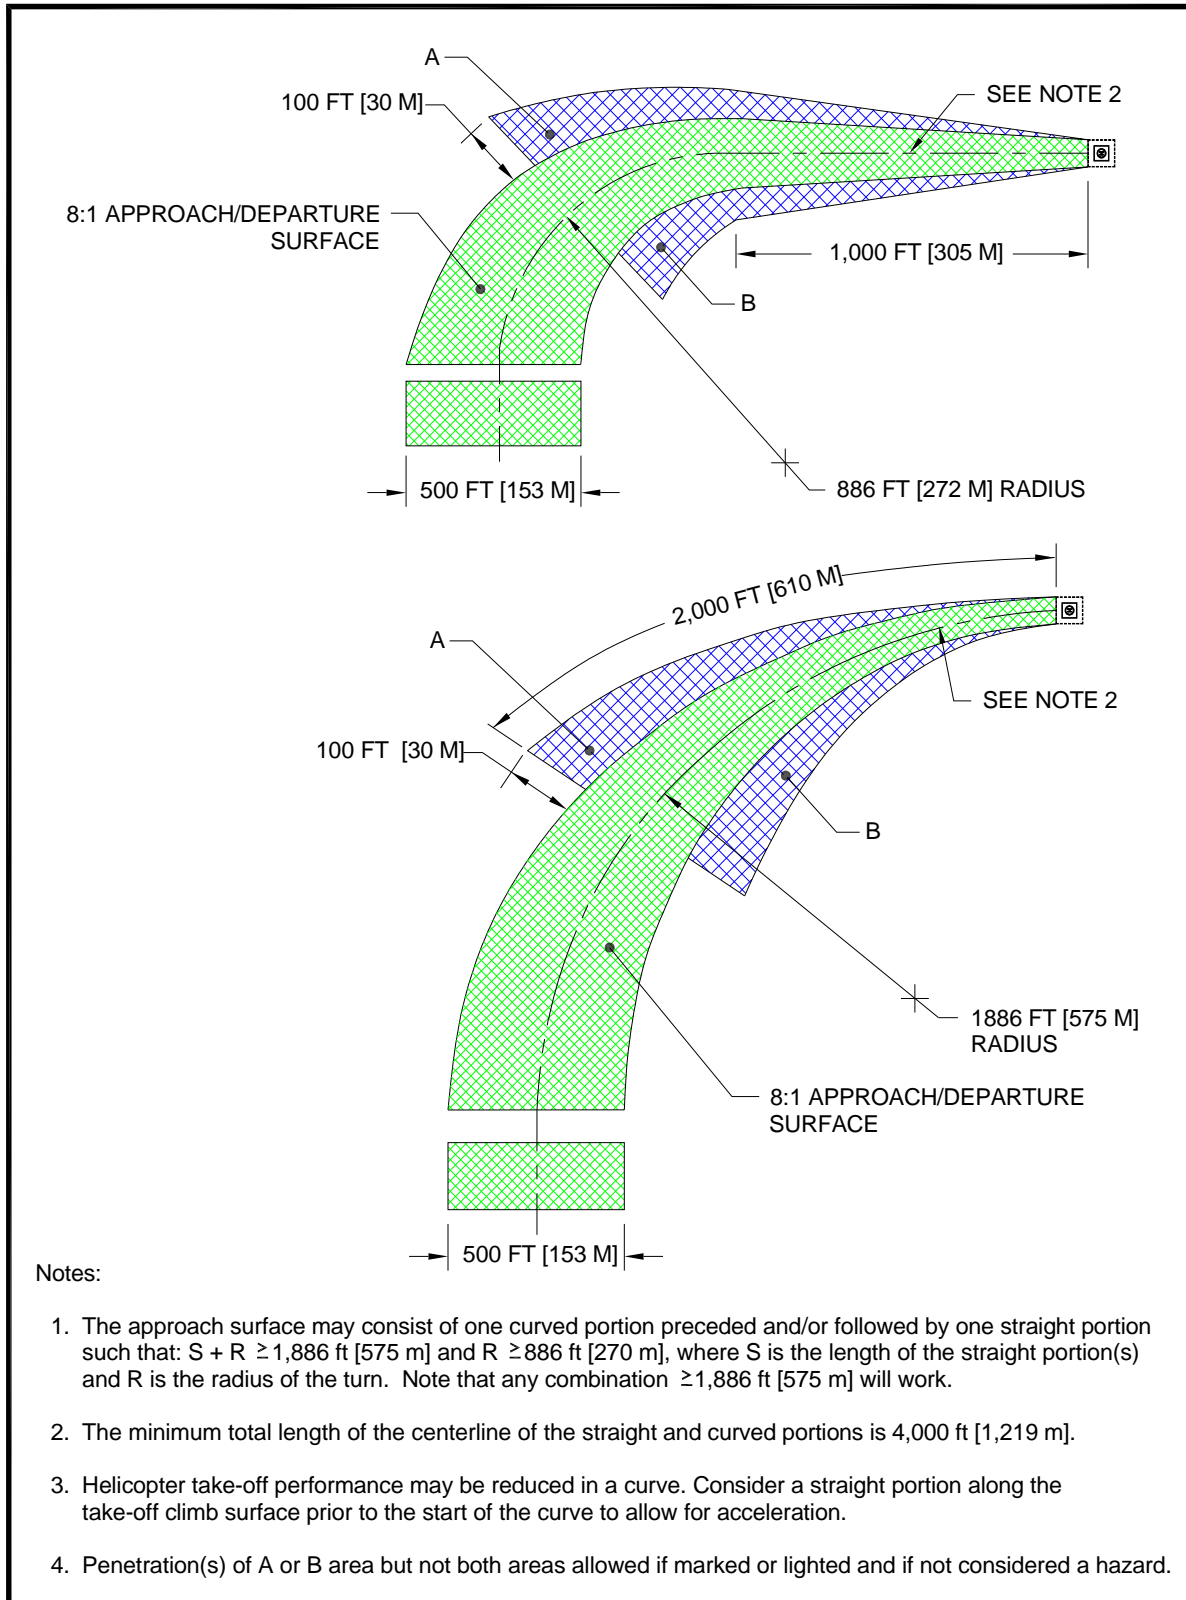 A
100 FT [30 M]
SEE NOTE 2
8:1 APPROACH/DEPARTURE
SURFACE
1,000 FT [305 M]
B
500 FT [153 M]
886 FT [272 M] RADIUS
2,000 FT [610 M]
A
SEE NOTE 2
100 FT [30 M]
B
1886 FT [575 M]
RADIUS
8:1 APPROACH/DEPARTURE
SURFACE
500 FT [153 M]
Notes:
1. The approach surface may consist of one curved portion preceded and/or followed by one straight portion
such that: S + R ≥1,886 ft [575 m] and R ≥886 ft [270 m], where S is the length of the straight portion(s)
and R is the radius of the turn. Note that any combination ≥1,886 ft [575 m] will work.
2. The minimum total length of the centerline of the straight and curved portions is 4,000 ft [1,219 m].
3. Helicopter take-off performance may be reduced in a curve. Consider a straight portion along the
take-off climb surface prior to the start of the curve to allow for acceleration.
4. Penetration(s) of A or B area but not both areas allowed if marked or lighted and if not considered a hazard.